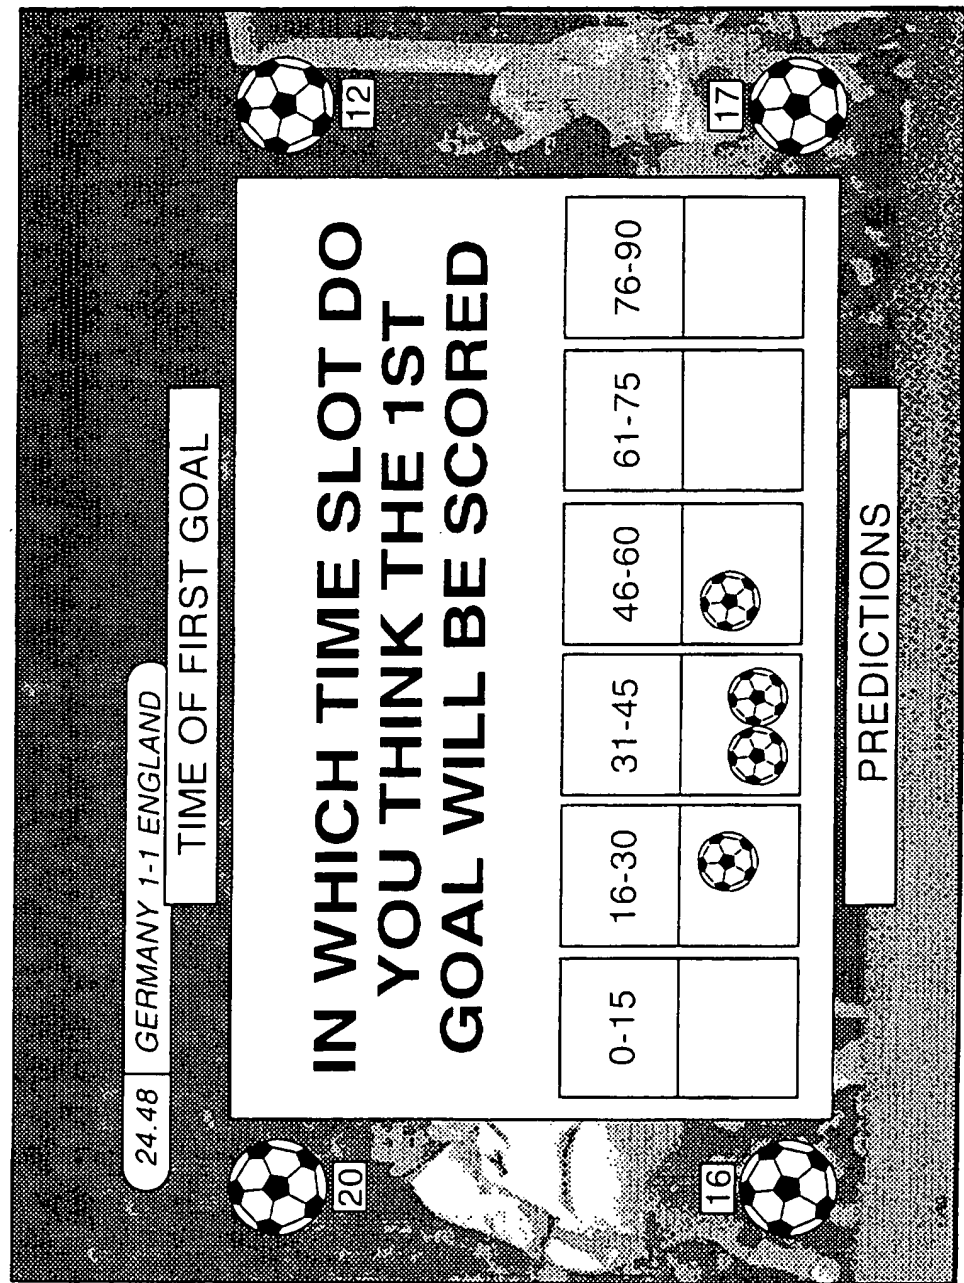 24.48 GERMANY 1-1 ENGLAND
TIME OF FIRST GOAL
20
12
IN WHICH TIME SLOT DO
YOU THINK THE 1ST
GOAL WILL BE SCORED
0-15 16-30 31-45 46-60 61-75 76-90
16
17
PREDICTIONS